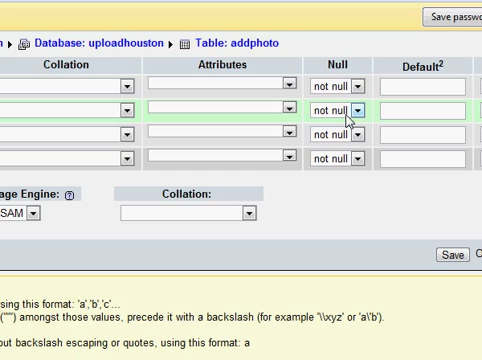 Save passwo
n Database: uploadhouston Table: addphoto
Collation Attributes Null Default2
not null
not null
not null
not null
age Engine: Collation:
SAM
Save O
sing this format: 'a','b','c'...
("'") amongst those values, precede it with a backslash (for example '\\xyz' or 'a\'b').
out backslash escaping or quotes, using this format: a